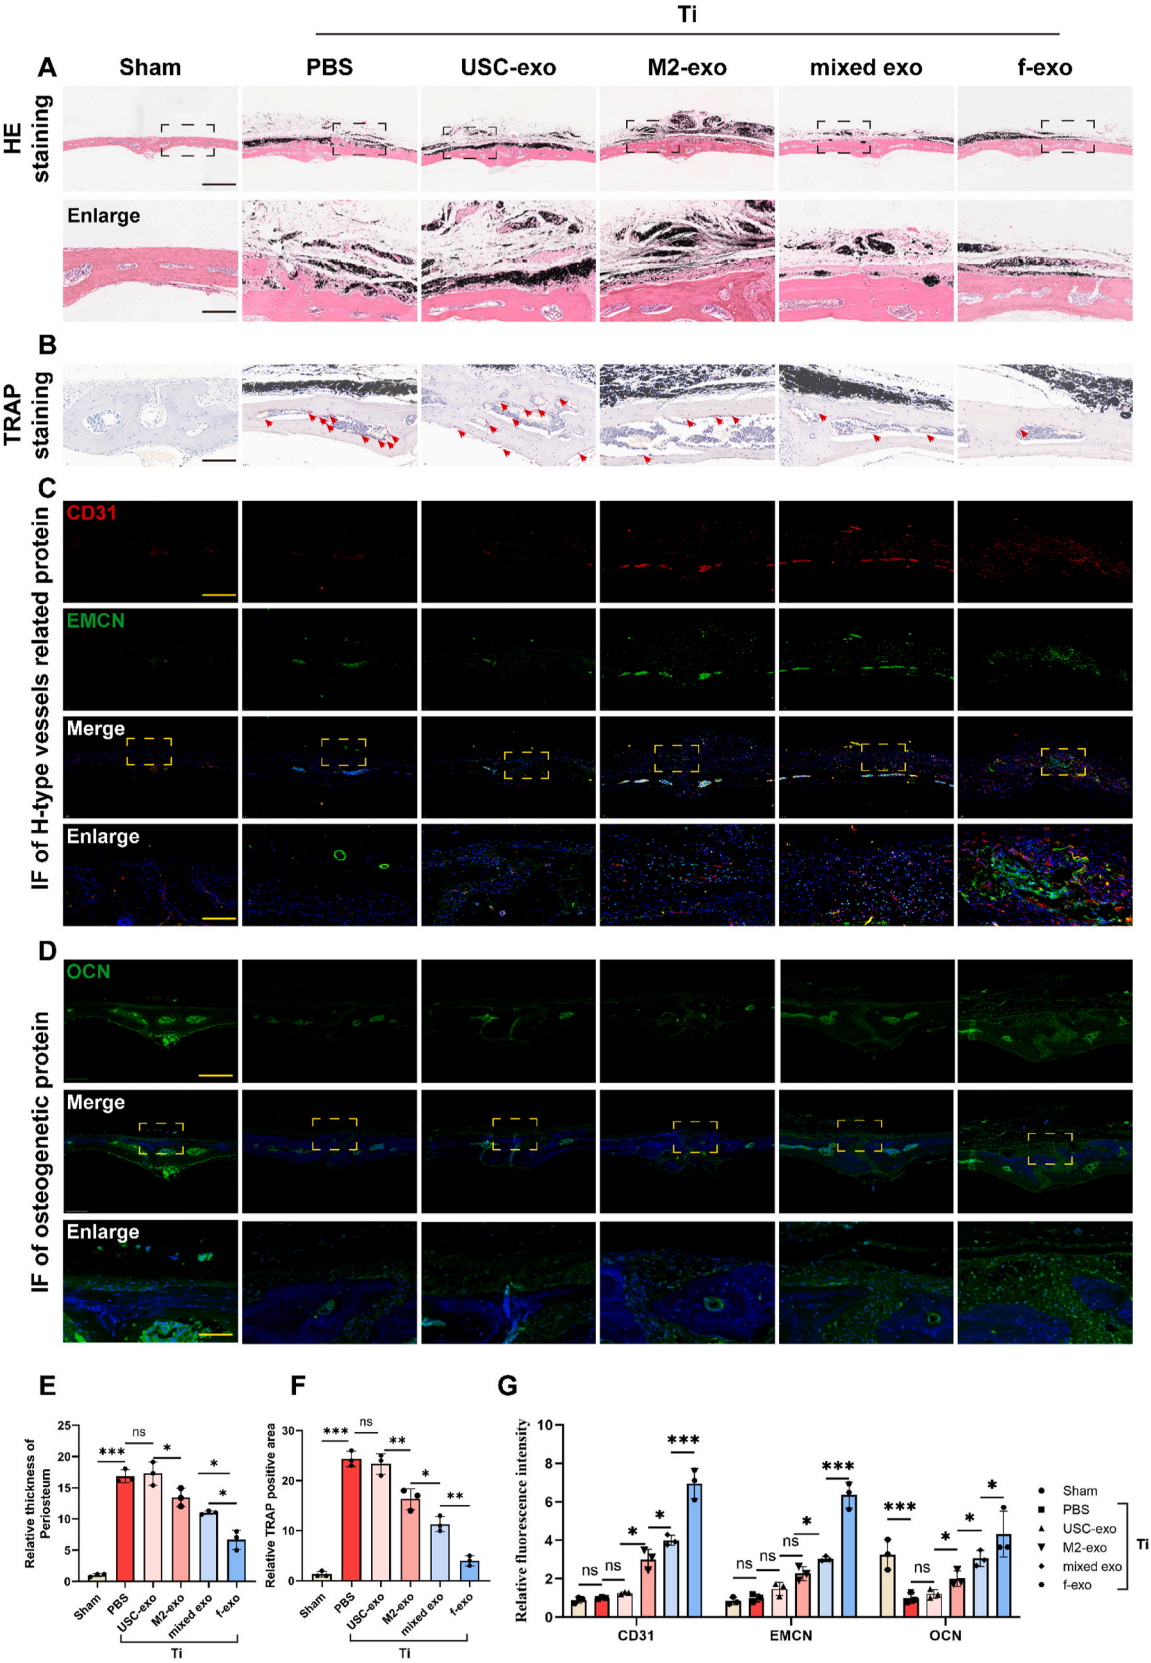 Ti
A
Sham
PBS
USC-exo
M2-exo
mixed exo
f-exo
HE
staining
Enlarge
B
TRAP
staining
C
IF of H-type vessels related protein
CD31
EMCN
Merge
Enlarge
D
IF of osteogenetic protein
OCN
Merge
Enlarge
E
Relative thickness of
Periosteum
25
20
15
10
5
0
***
ns
*
*
*
Sham
PBS
USC-exo
M2-exo
mixed exo
f-exo
Ti
F
Relative TRAP positive area
30
20
10
0
***
ns
**
*
**
Sham
PBS
USC-exo
M2-exo
mixed exo
f-exo
Ti
G
Relative fluorescence intensity
10
8
6
4
2
0
ns
ns
*
*
***
ns
ns
ns
*
***
***
ns
*
*
*
CD31
EMCN
OCN
Sham
PBS
USC-exo
M2-exo
mixed exo
f-exo
Ti